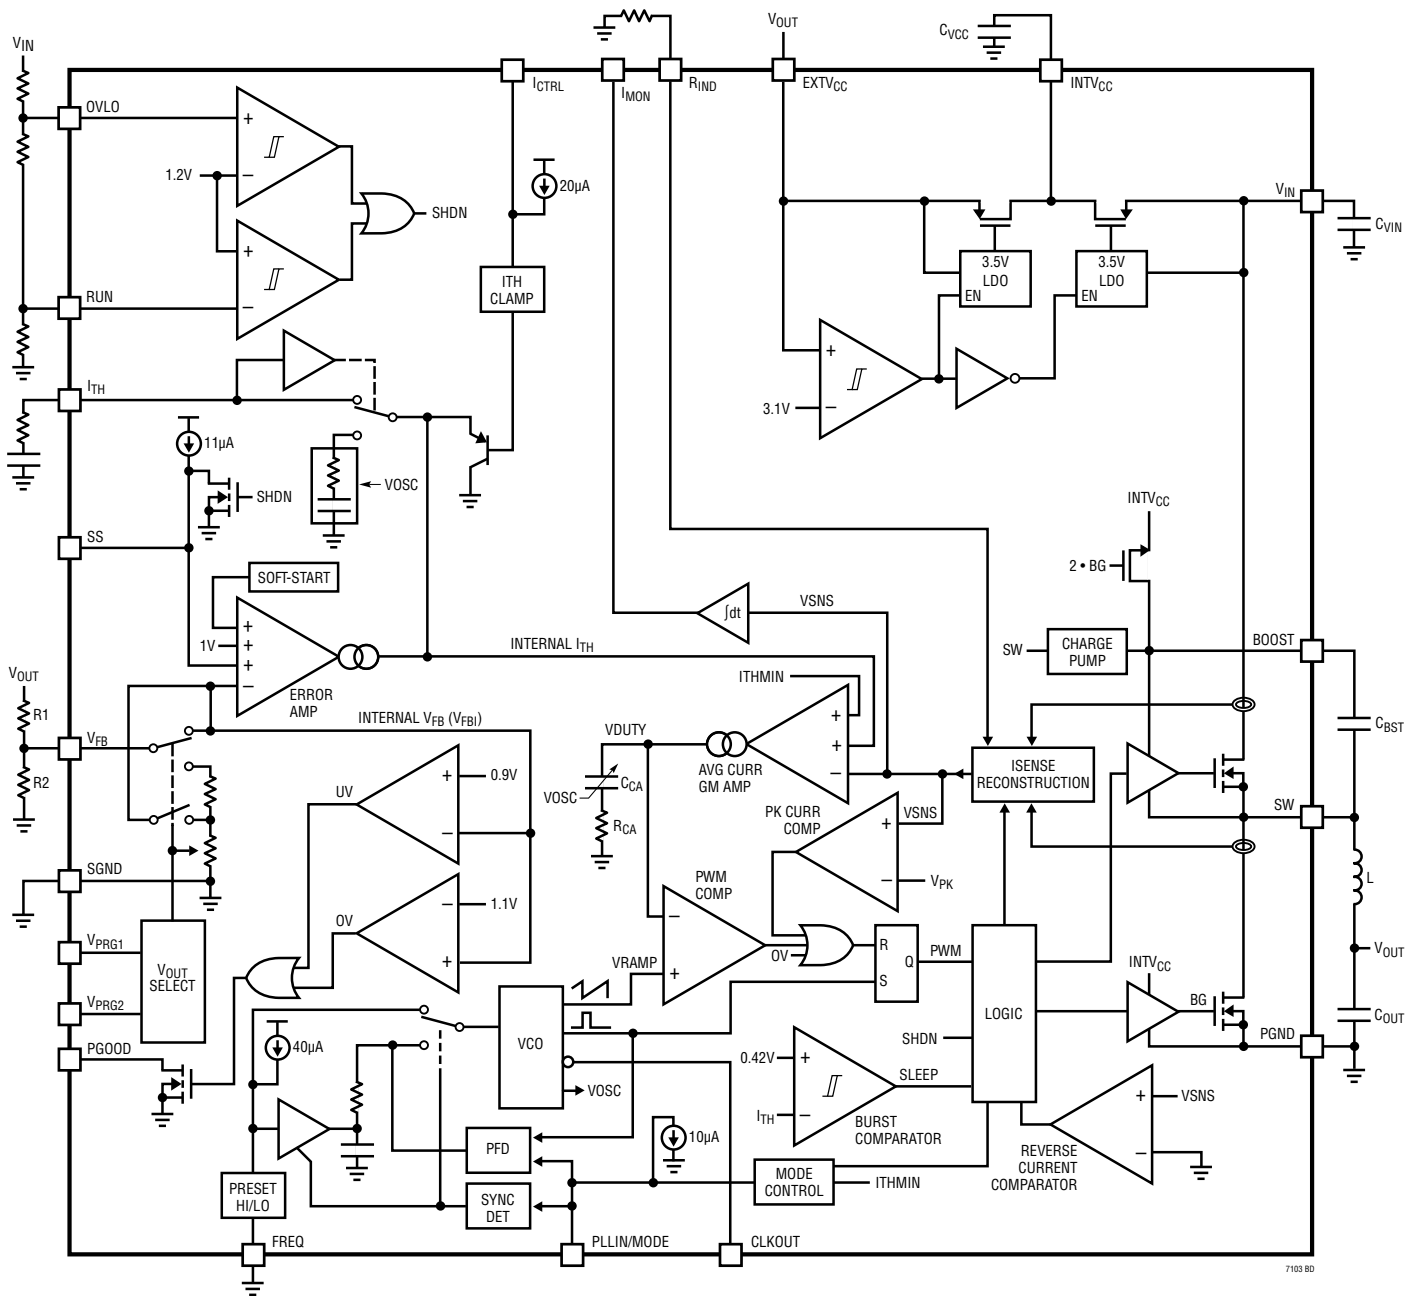 VIN
OVLO
1.2V
SHDN
RUN
ITH
ICTRL
20µA
ITH
CLAMP
IMON
RIND
VOUT
EXTVCC
CVCC
INTVCC
VIN
CVIN
3.5V
LDO
EN
3.5V
LDO
EN
3.1V
11µA
SHDN
VOSC
SS
SOFT-START
1V
ERROR
AMP
INTERNAL ITH
∫dt
VSNS
INTVCC
2 • BG
SW
CHARGE
PUMP
BOOST
VOUT
R1
VFB
R2
INTERNAL VFB (VFBI)
0.9V
UV
1.1V
OV
ITHMIN
VDUTY
AVG CURR
GM AMP
CCA
VOSC
RCA
PK CURR
COMP
VSNS
VPK
ISENSE
RECONSTRUCTION
CBST
SW
L
VOUT
COUT
SGND
VPRG1
VPRG2
VOUT
SELECT
PGOOD
PWM
COMP
VRAMP
OV
R
S
Q
PWM
LOGIC
SHDN
INTVCC
BG
PGND
40µA
VCO
VOSC
0.42V
ITH
SLEEP
BURST
COMPARATOR
VSNS
REVERSE
CURRENT
COMPARATOR
PFD
SYNC
DET
10µA
MODE
CONTROL
ITHMIN
PRESET
HI/LO
FREQ
PLLIN/MODE
CLKOUT
7103 BD